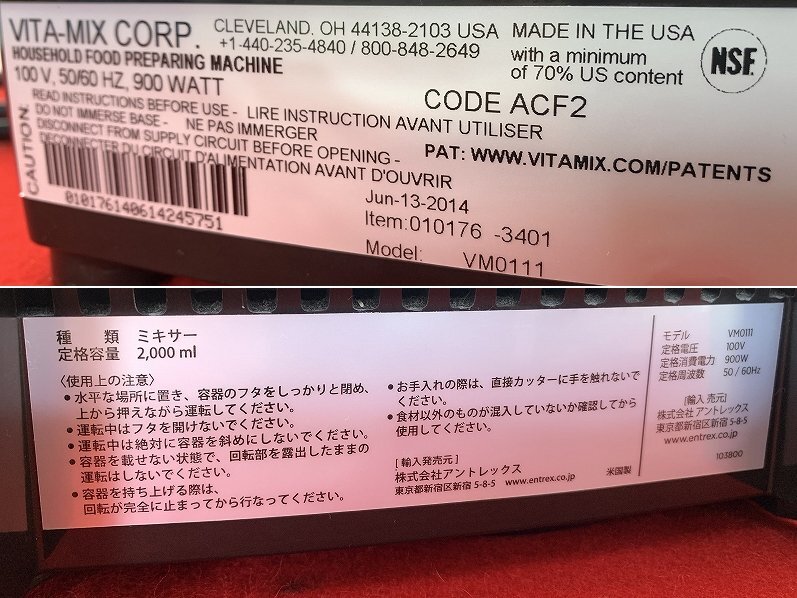 VITA-MIX CORP. CLEVELAND. OH 44138-2103 USA
+1-440-235-4840 / 800-848-2649
HOUSEHOLD FOOD PREPARING MACHINE
100 V, 50/60 HZ, 900 WATT
MADE IN THE USA
with a minimum
of 70% US content
NSF.
CODE ACF2
CAUTION:
READ INSTRUCTIONS BEFORE USE - LIRE INSTRUCTION AVANT UTILISER
DO NOT IMMERSE BASE - NE PAS IMMERGER
DISCONNECT FROM SUPPLY CIRCUIT BEFORE OPENING -
DECONNECTER DU CIRCUIT D'ALIMENTATION AVANT D'OUVRIR
PAT: WWW.VITAMIX.COM/PATENTS
010176140614245751
Jun-13-2014
Item:010176 -3401
Model: VM0111
種 類 ミキサー
定格容量 2,000 ml
〈使用上の注意〉
●水平な場所に置き、容器のフタをしっかりと閉め、
上から押えながら運転してください。
●運転中はフタを開けないでください。
●運転中は絶対に容器を斜めにしないでください。
●容器を載せない状態で、回転部を露出したままの
運転はしないでください。
●容器を持ち上げる際は、
回転が完全に止まってから行なってください。
●お手入れの際は、直接カッターに手を触れないで
ください。
●食材以外のものが混入していないか確認してから
使用してください。
[ 輸入発売元 ]
株式会社アントレックス
東京都新宿区新宿 5-8-5 www.entrex.co.jp 米国製
モデル VM0111
定格電圧 100V
定格消費電力 900W
定格周波数 50 / 60Hz
[輸入 売元]
株式会社アントレックス
東京都新宿区新宿 5-8-5
www.entrex.co.jp
103800